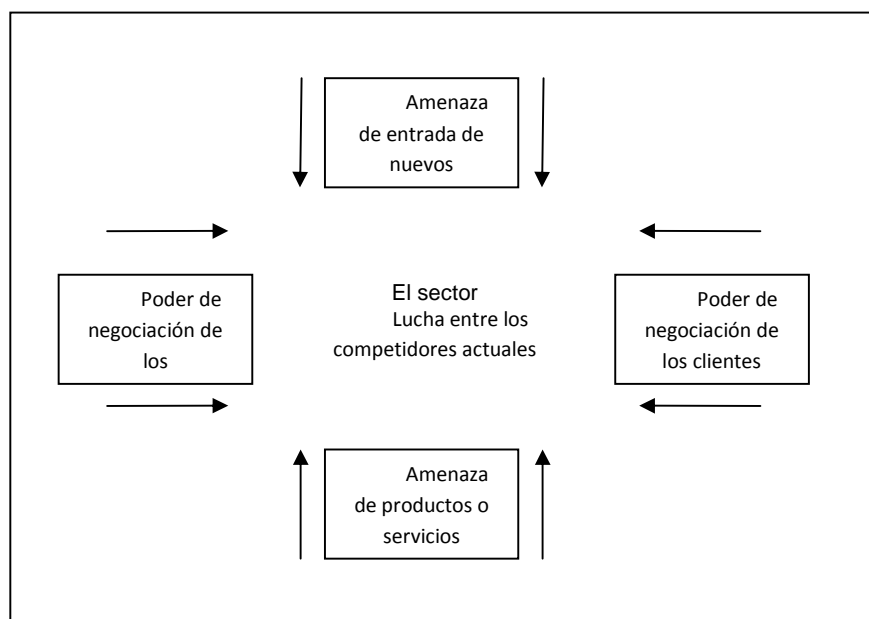 Amenaza
de entrada de
nuevos
Poder de
negociación de
los
El sector
Lucha entre los
competidores actuales
Poder de
negociación de
los clientes
Amenaza
de productos o
servicios